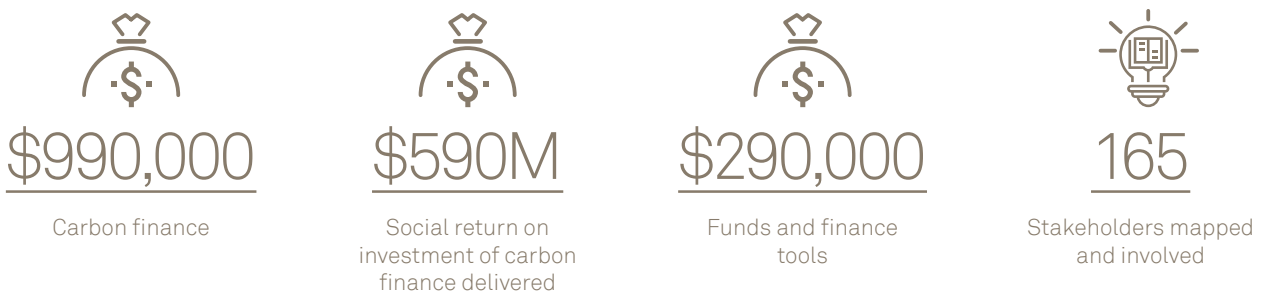 $990,000
Carbon finance
$590M
Social return on
investment of carbon
finance delivered
$290,000
Funds and finance
tools
165
Stakeholders mapped
and involved